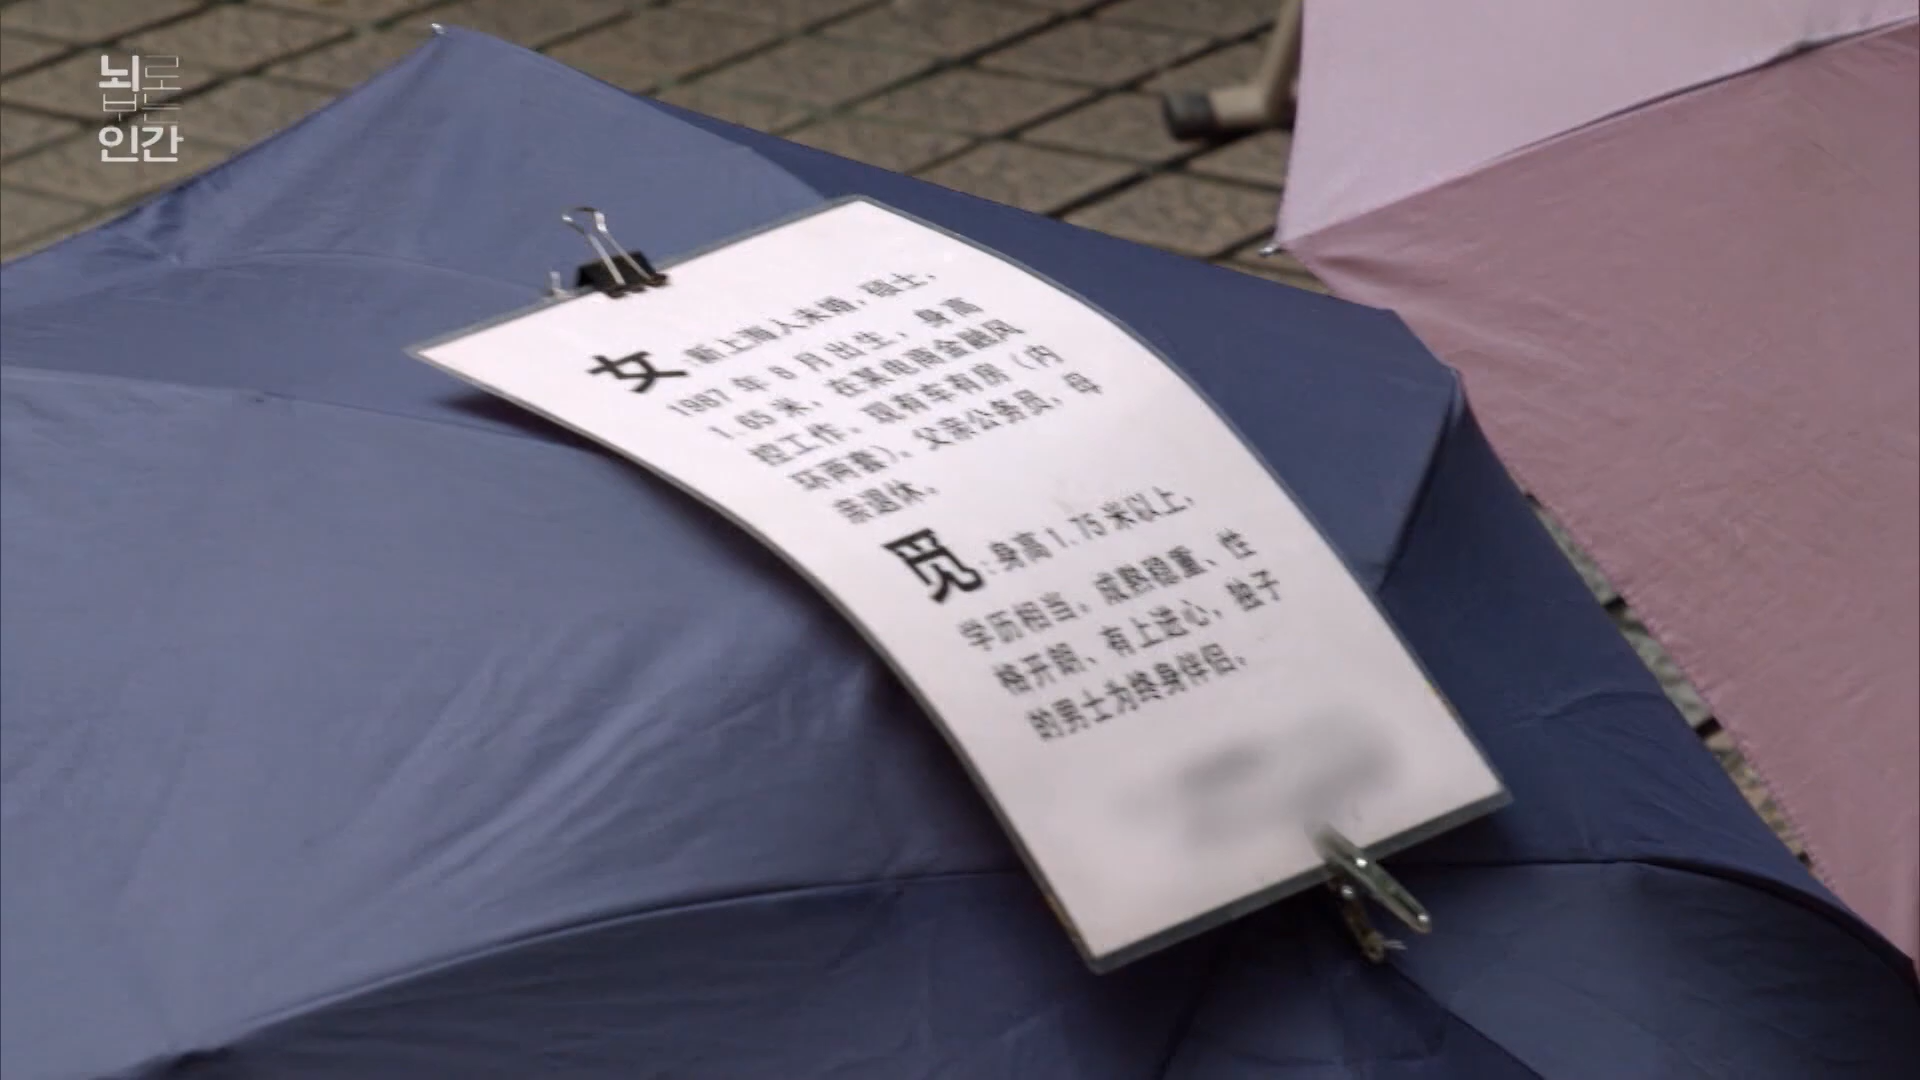 뇌로
보는
인간
女:新上海人未婚,硕士,
1987年8月出生,身高
1.65米,在某电商金融风
控工作。现有车有房(内
环两套)。父亲公务员,母
亲退休。
觅:身高1.75米以上,
学历相当。成熟稳重、性
格开朗、有上进心,独子
的男士为终身伴侣。